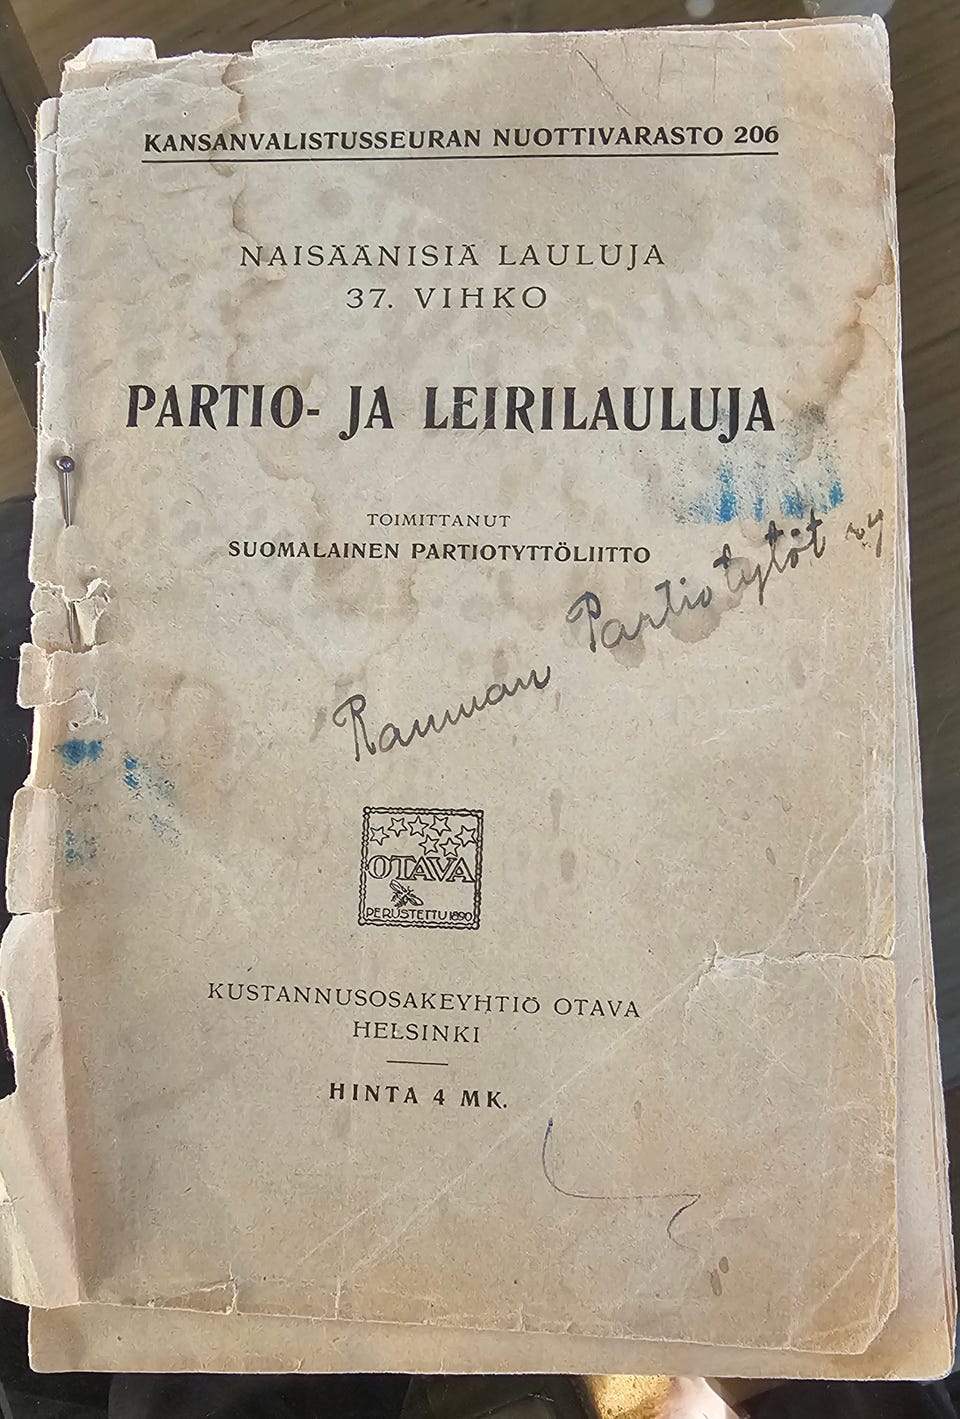 KANSANVALISTUSSEURAN NUOTTIVARASTO 206
NAISÄÄNISIÄ LAULUJA
37. VIHKO
PARTIO- JA LEIRILAULUJA
TOIMITTANUT
SUOMALAINEN PARTIOTYTTÖLIITTO
Rauman Partiotytöt ry
OTAVA
PERUSTETTU 1890
KUSTANNUSOSAKEYHTIÖ OTAVA
HELSINKI
HINTA 4 MK.